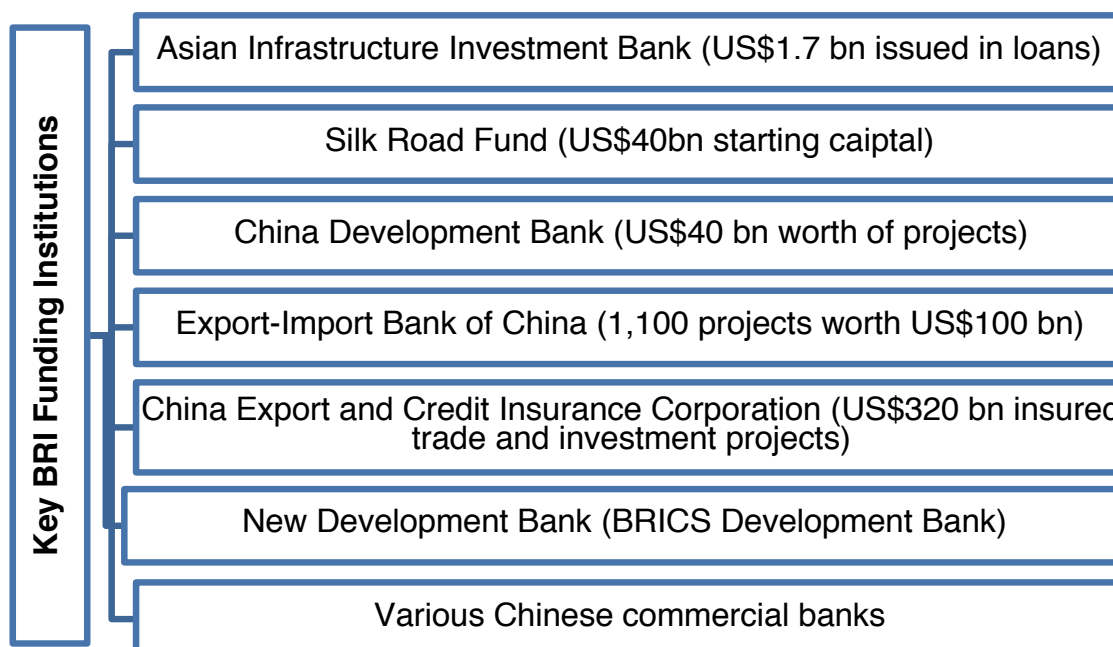 Key BRI Funding Institutions
Asian Infrastructure Investment Bank (US$1.7 bn issued in loans)
Silk Road Fund (US$40bn starting caiptal)
China Development Bank (US$40 bn worth of projects)
Export-Import Bank of China (1,100 projects worth US$100 bn)
China Export and Credit Insurance Corporation (US$320 bn insured
trade and investment projects)
New Development Bank (BRICS Development Bank)
Various Chinese commercial banks